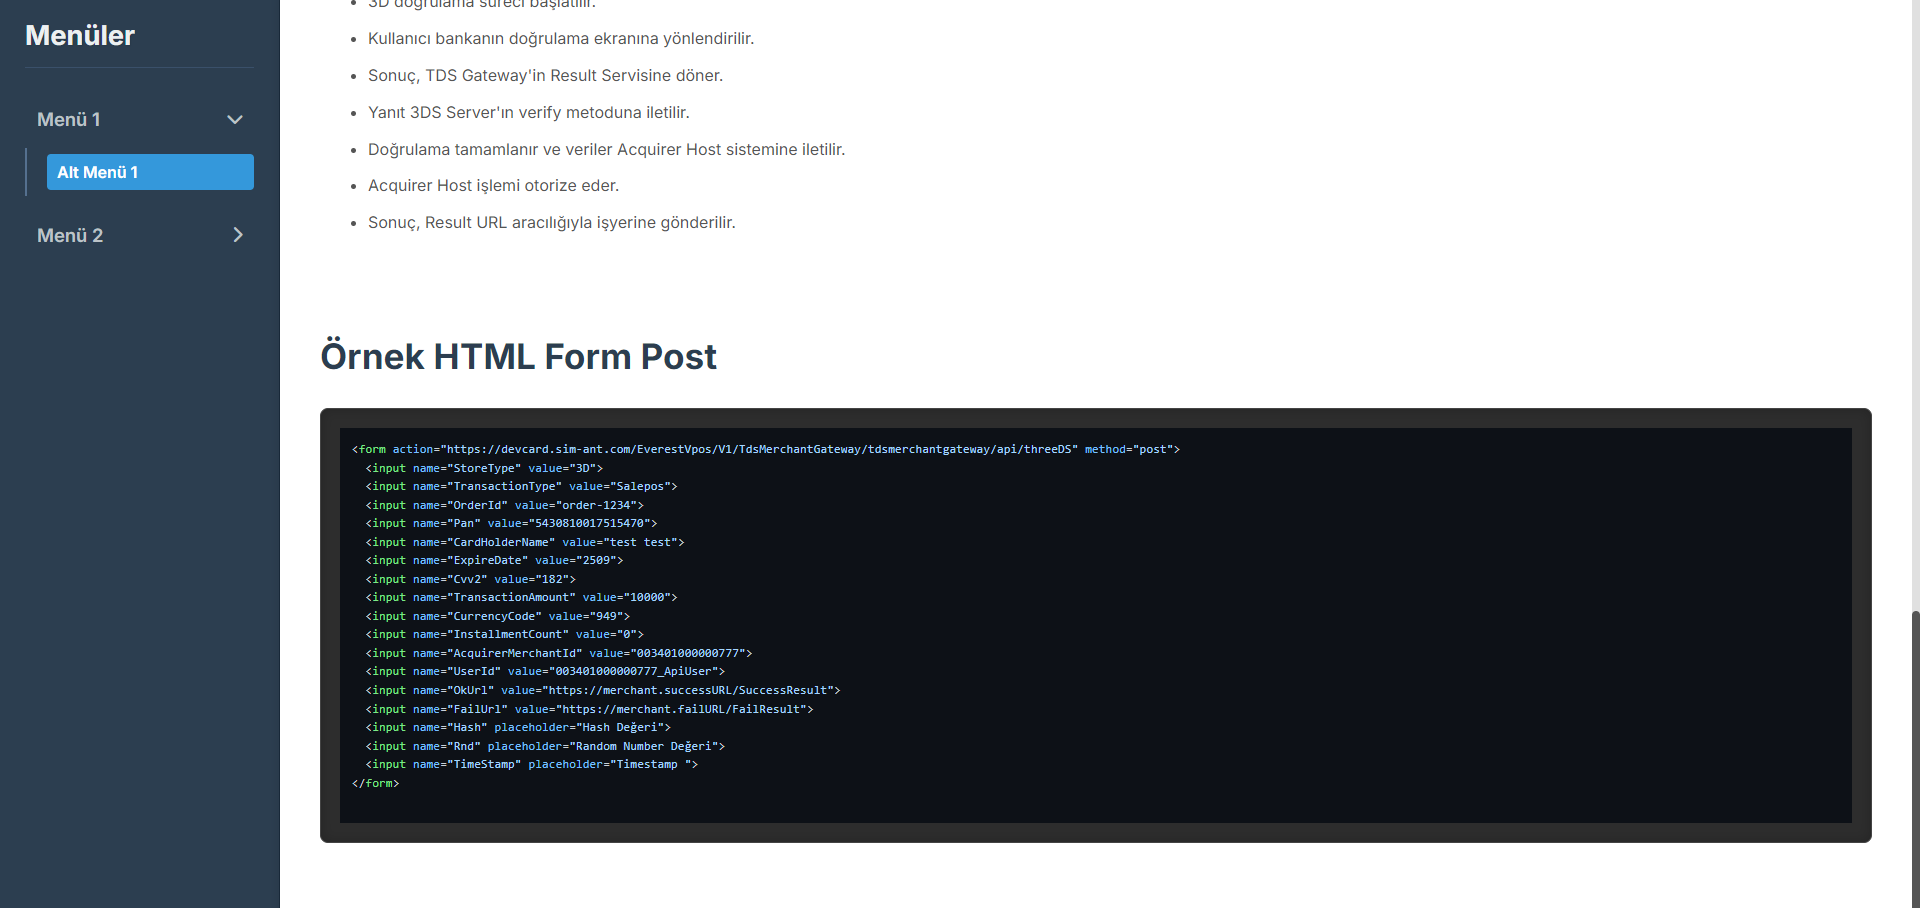 Menüler
Menü 1
Alt Menü 1
Menü 2
3D doğrulama süreci başlatılır.
Kullanıcı bankanın doğrulama ekranına yönlendirilir.
Sonuç, TDS Gateway'in Result Servisine döner.
Yanıt 3DS Server'ın verify metoduna iletilir.
Doğrulama tamamlanır ve veriler Acquirer Host sistemine iletilir.
Acquirer Host işlemi otorize eder.
Sonuç, Result URL aracılığıyla işyerine gönderilir.
Örnek HTML Form Post
<form action="https://devcard.sim-ant.com/EverestVpos/V1/TdsMerchantGateway/tdsmerchantgateway/api/threeDS" method="post">
<input name="StoreType" value="3D">
<input name="TransactionType" value="Salepos">
<input name="OrderId" value="order-1234">
<input name="Pan" value="5430810017515470">
<input name="CardHolderName" value="test test">
<input name="ExpireDate" value="2509">
<input name="Cvv2" value="182">
<input name="TransactionAmount" value="10000">
<input name="CurrencyCode" value="949">
<input name="InstallmentCount" value="0">
<input name="AcquirerMerchantId" value="003401000000777">
<input name="UserId" value="003401000000777_ApiUser">
<input name="OkUrl" value="https://merchant.successURL/SuccessResult">
<input name="FailUrl" value="https://merchant.failURL/FailResult">
<input name="Hash" placeholder="Hash Değeri">
<input name="Rnd" placeholder="Random Number Değeri">
<input name="TimeStamp" placeholder="Timestamp ">
</form>